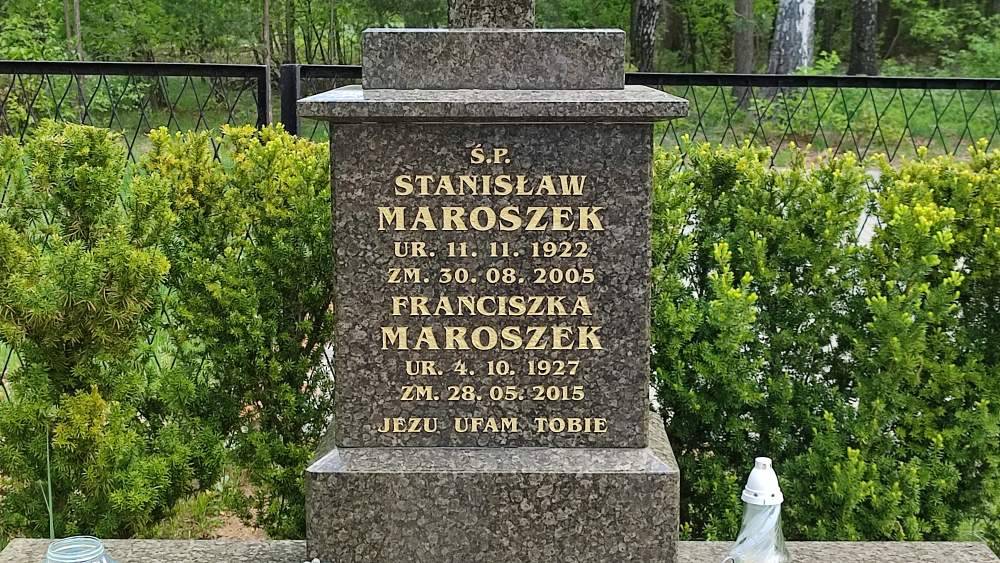 Ś.P.
STANISŁAW
MAROSZEK
UR. 11. 11. 1922
ZM. 30. 08. 2005
FRANCISZKA
MAROSZEK
UR. 4. 10. 1927
ZM. 28. 05. 2015
JEZU UFAM TOBIE